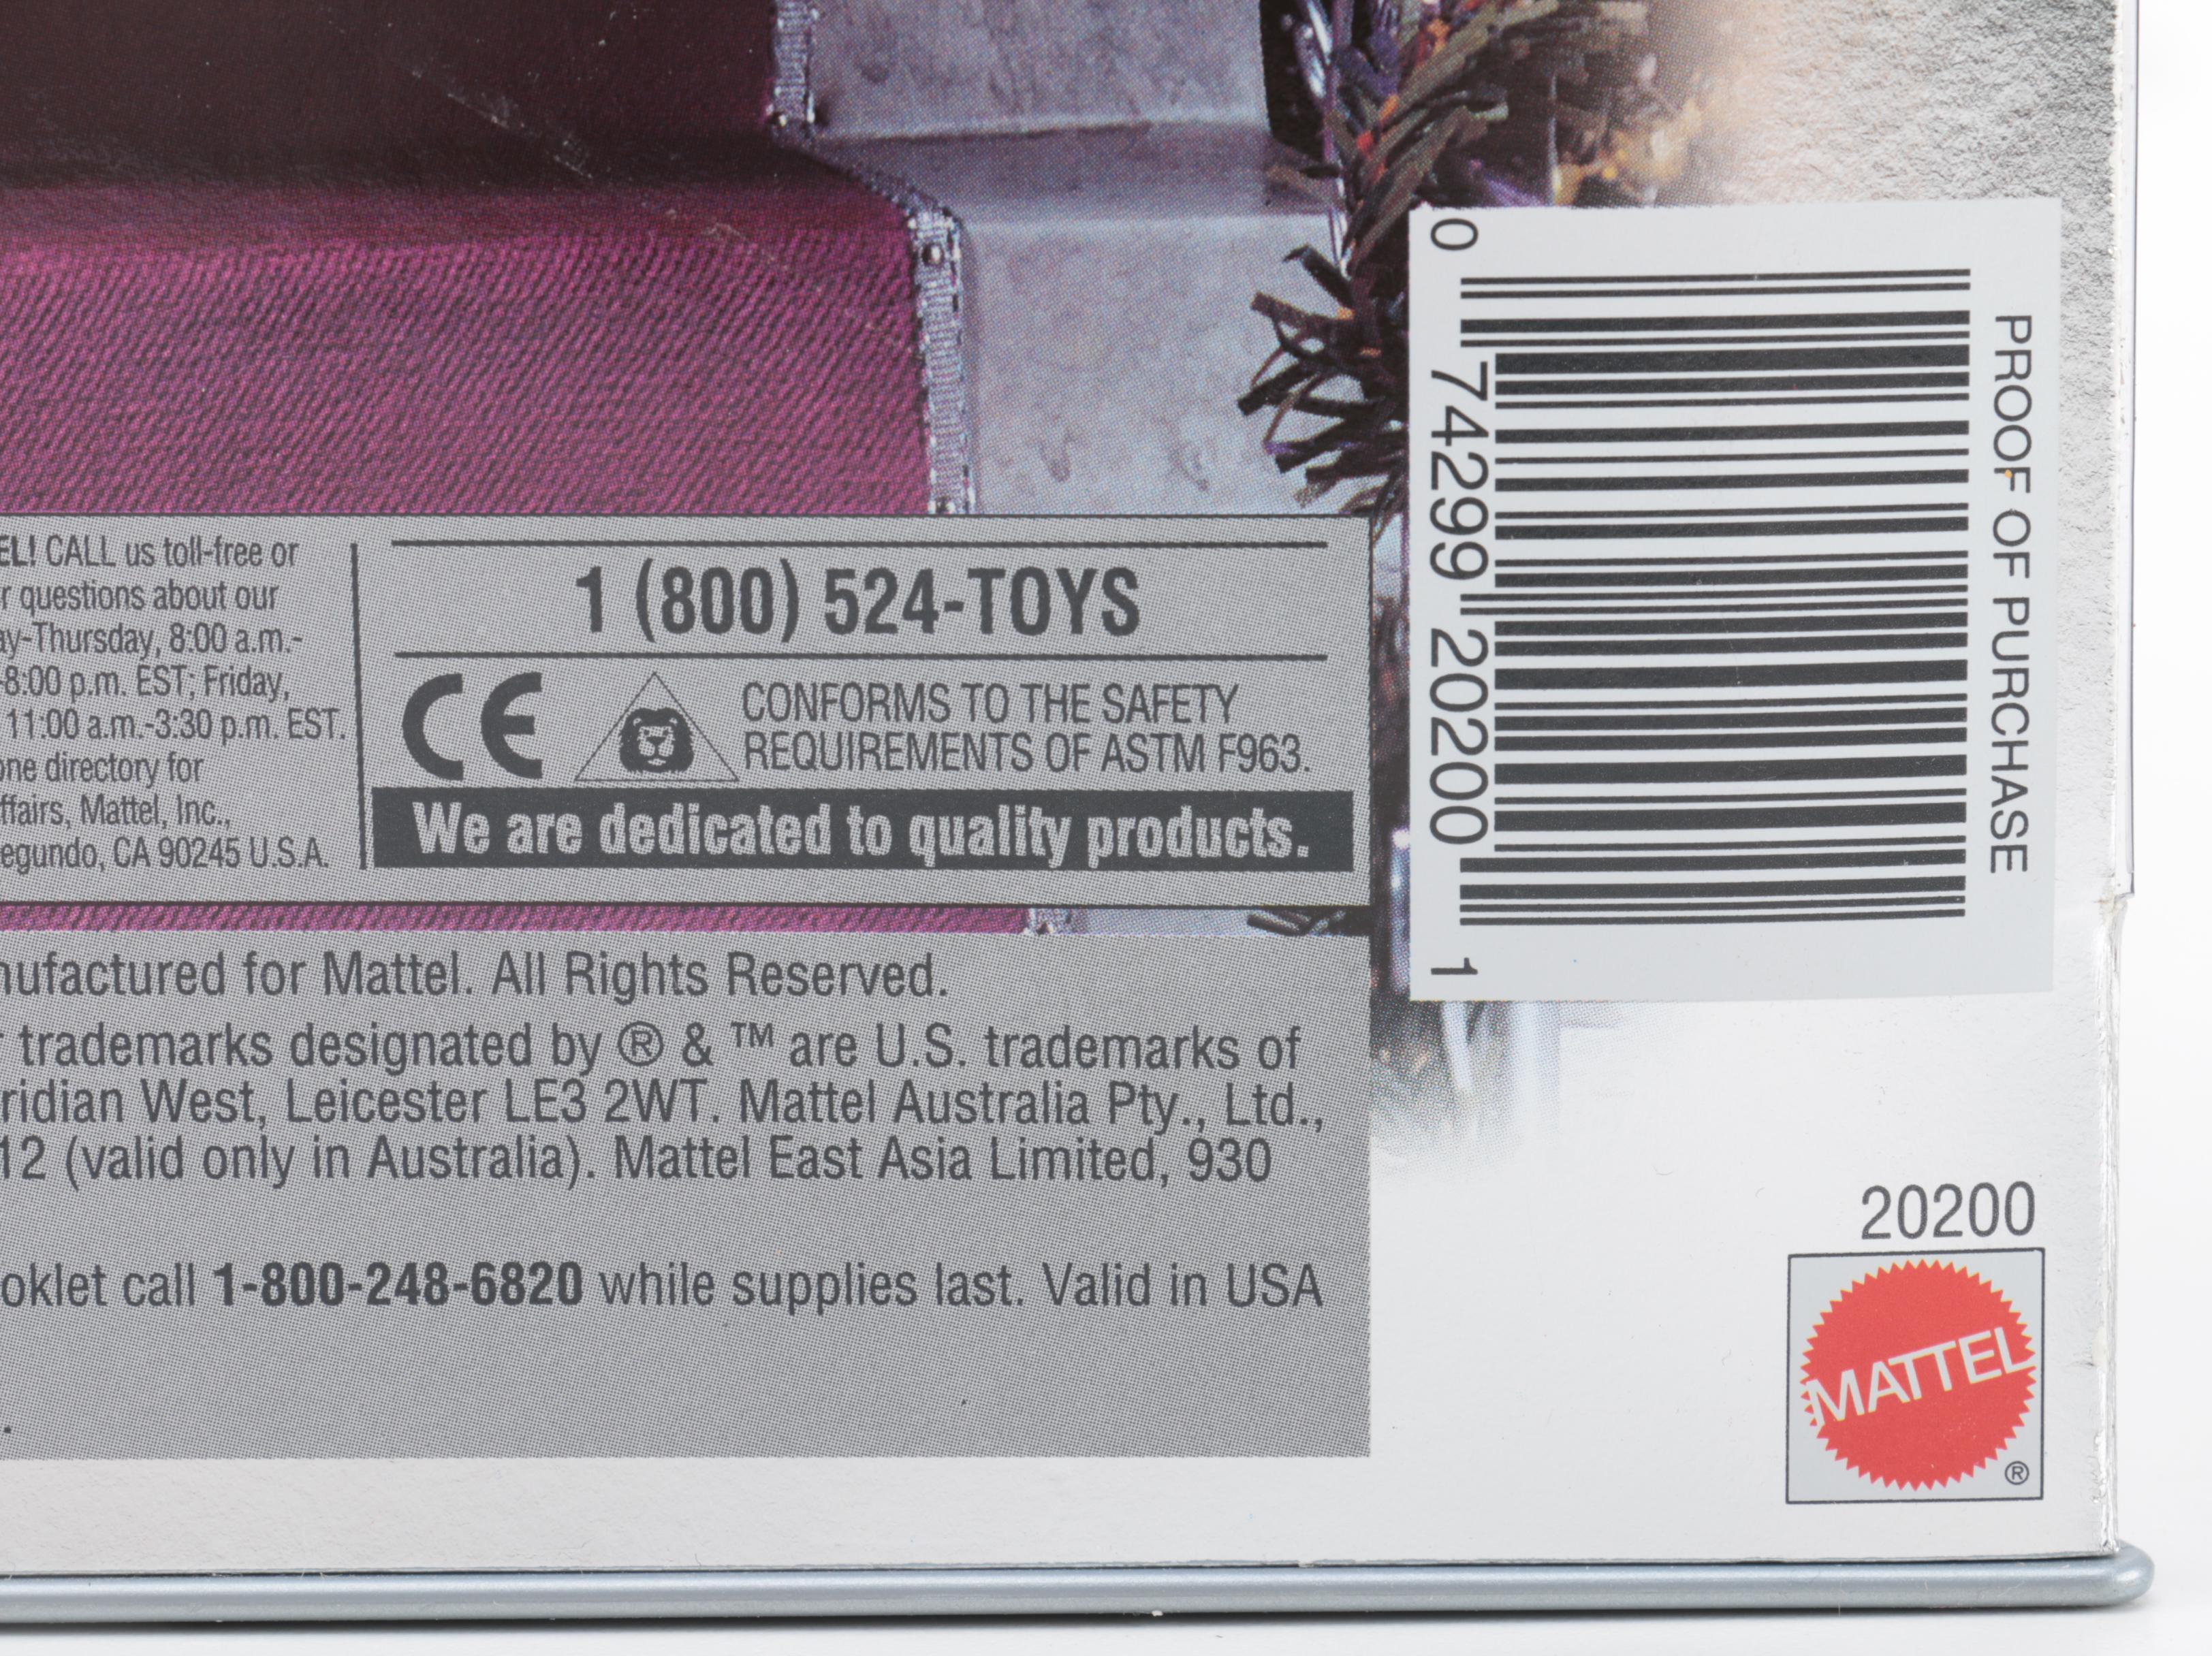 EL! CALL us toll-free or
questions about our
-Thursday, 8:00 a.m.-
-8:00 p.m. EST; Friday,
11:00 a.m.-3:30 p.m. EST.
directory for
Mattel, Inc.,
CA 90245 U.S.A.
1 (800) 524-TOYS
CE
CONFORMS TO THE SAFETY
REQUIREMENTS OF ASTM F963.
We are dedicated to quality products.
nufactured for Mattel. All Rights Reserved.
trademarks designated by ® & ™ are U.S. trademarks of
ridian West, Leicester LE3 2WT. Mattel Australia Pty., Ltd.,
12 (valid only in Australia). Mattel East Asia Limited, 930
oklet call 1-800-248-6820 while supplies last. Valid in USA
.
0 74299 20200 1
PROOF OF PURCHASE
20200
MATTEL
®